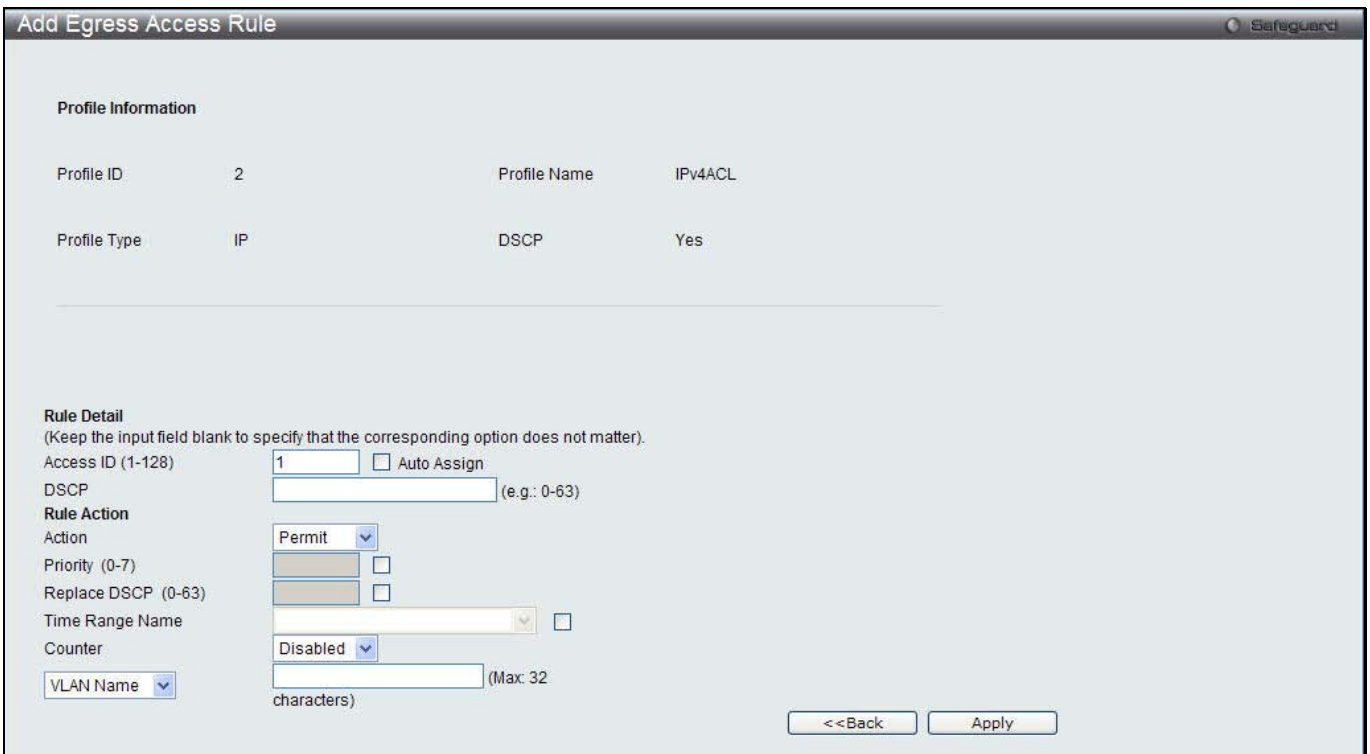 Add Egress Access Rule
Safeguard
Profile Information
Profile ID 2 Profile Name IPv4ACL
Profile Type IP DSCP Yes
Rule Detail
(Keep the input field blank to specify that the corresponding option does not matter).
Access ID (1-128) 1 Auto Assign
DSCP (e.g.: 0-63)
Rule Action
Action Permit
Priority (0-7)
Replace DSCP (0-63)
Time Range Name
Counter Disabled
VLAN Name (Max: 32
characters)
<<Back Apply